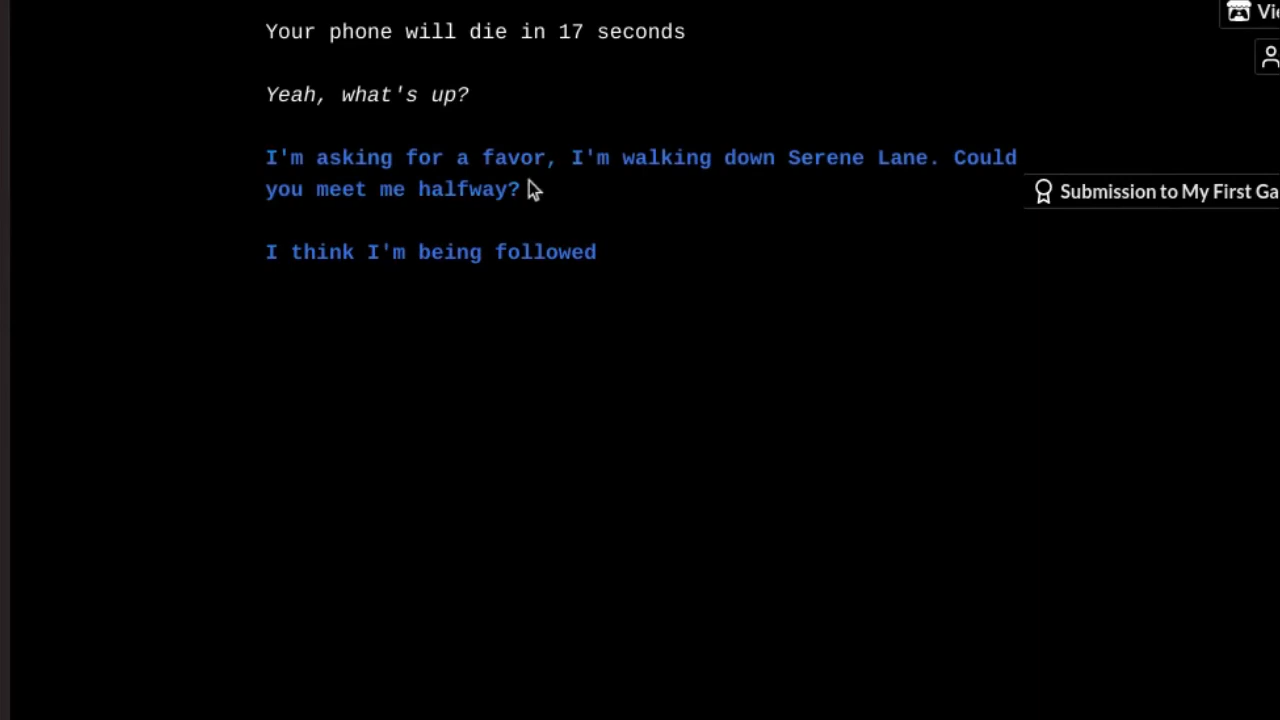 Vi
Your phone will die in 17 seconds
Yeah, what's up?
I'm asking for a favor, I'm walking down Serene Lane. Could
you meet me halfway?
Submission to My First Ga
I think I'm being followed